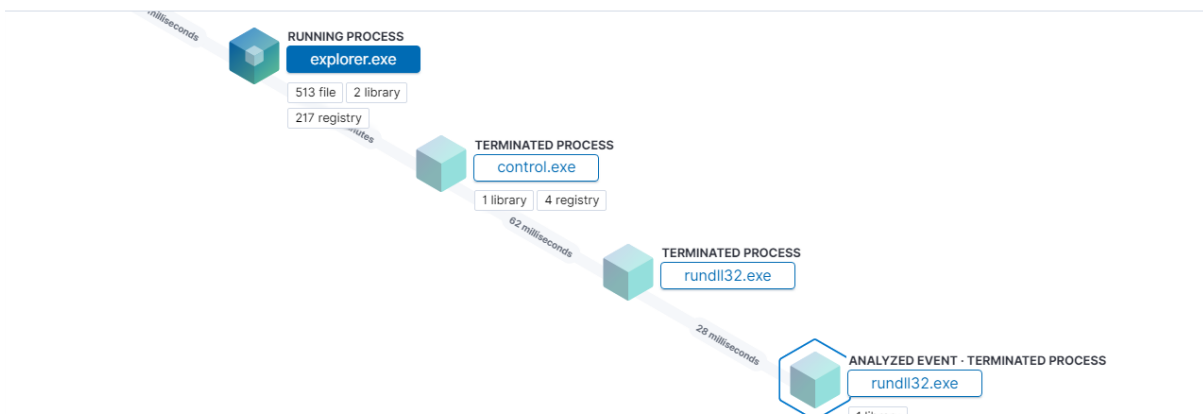 milliseconds
RUNNING PROCESS
explorer.exe
513 file 2 library
217 registry
TERMINATED PROCESS
control.exe
1 library 4 registry
62 milliseconds
TERMINATED PROCESS
rundll32.exe
28 milliseconds
ANALYZED EVENT · TERMINATED PROCESS
rundll32.exe